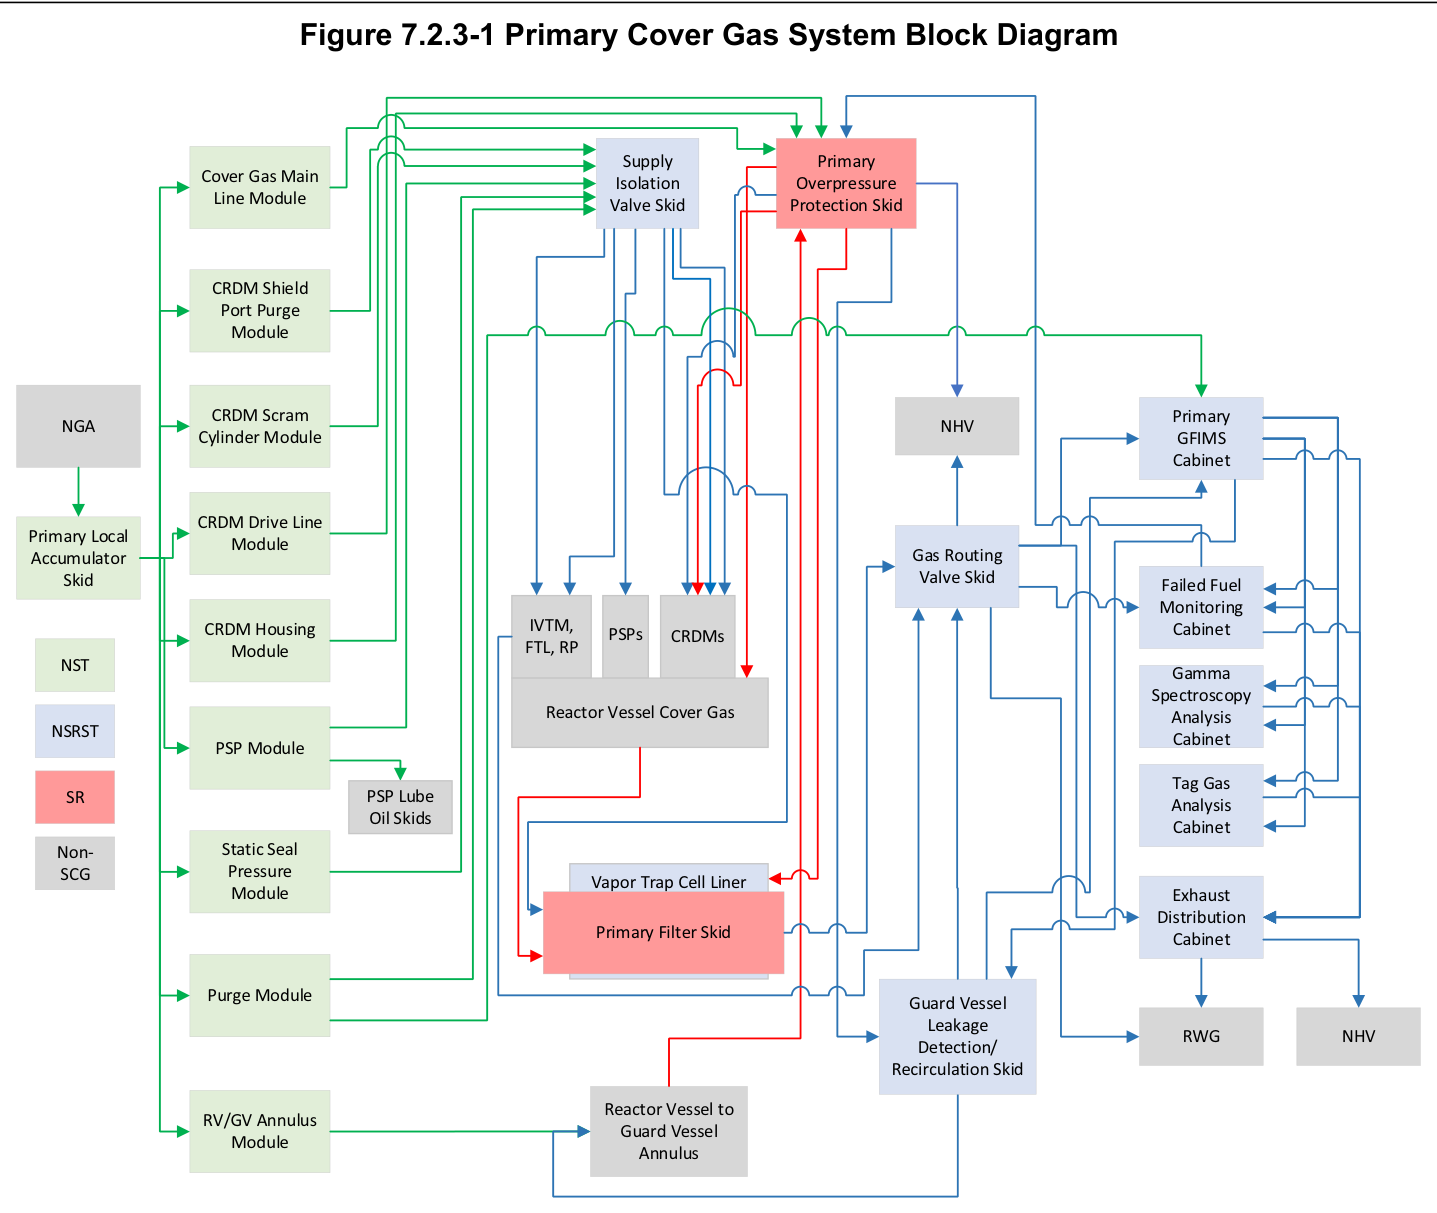 Figure 7.2.3-1 Primary Cover Gas System Block Diagram
Cover Gas Main
Line Module
CRDM Shield
Port Purge
Module
CRDM Scram
Cylinder Module
CRDM Drive Line
Module
CRDM Housing
Module
PSP Module
PSP Lube
Oil Skids
Static Seal
Pressure
Module
Purge Module
RV/GV Annulus
Module
NGA
Primary Local
Accumulator
Skid
NST
NSRST
SR
Non-
SCG
Supply
Isolation
Valve Skid
Primary
Overpressure
Protection Skid
IVTM,
FTL, RP
PSPs
CRDMs
Reactor Vessel Cover Gas
Vapor Trap Cell Liner
Primary Filter Skid
Reactor Vessel to
Guard Vessel
Annulus
NHV
Gas Routing
Valve Skid
Guard Vessel
Leakage
Detection/
Recirculation Skid
Primary
GFIMS
Cabinet
Failed Fuel
Monitoring
Cabinet
Gamma
Spectroscopy
Analysis
Cabinet
Tag Gas
Analysis
Cabinet
Exhaust
Distribution
Cabinet
RWG
NHV